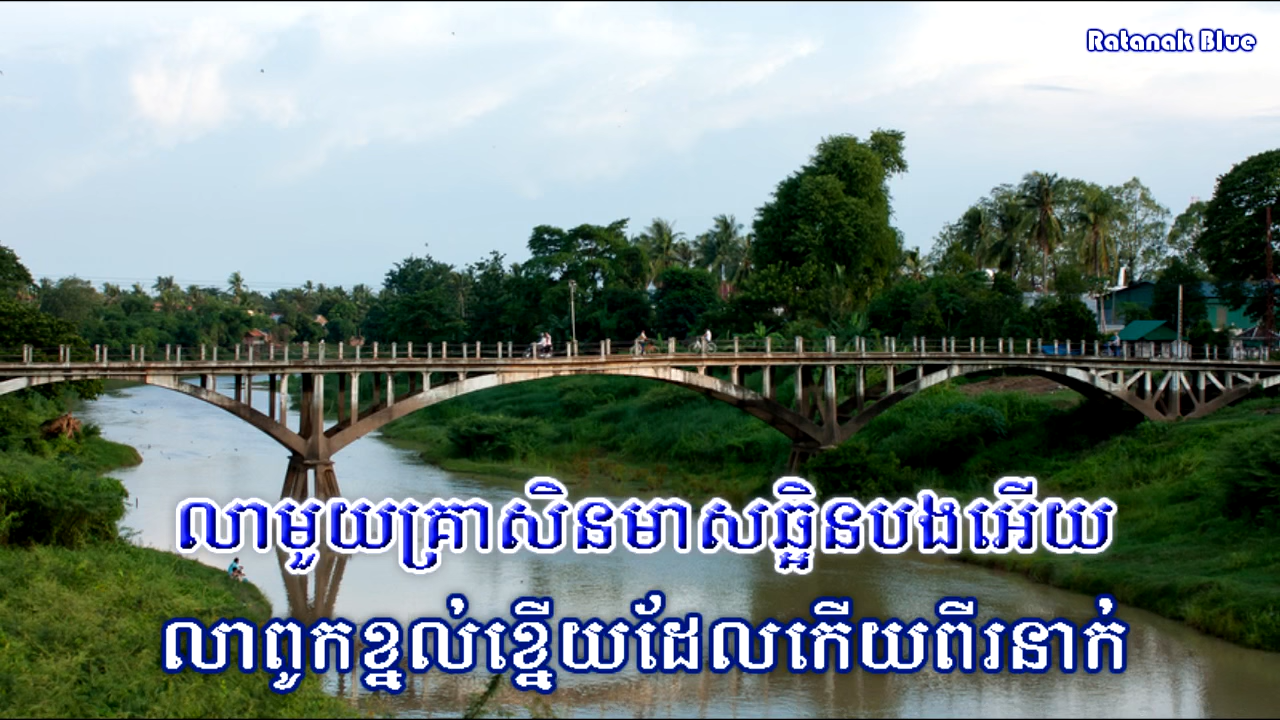 Ratanak Blue
លាមួយគ្រាសិនមាសឆ្អិនបងអើយ
លាពូកខ្នល់ខ្នើយដែលកើយពីរនាក់